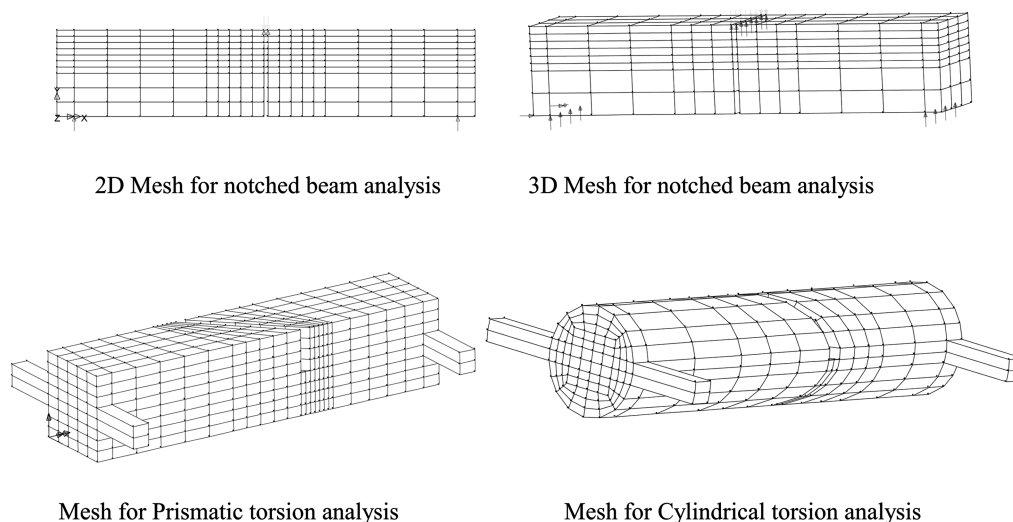 Y
Z X
2D Mesh for notched beam analysis
3D Mesh for notched beam analysis
Mesh for Prismatic torsion analysis
Mesh for Cylindrical torsion analysis